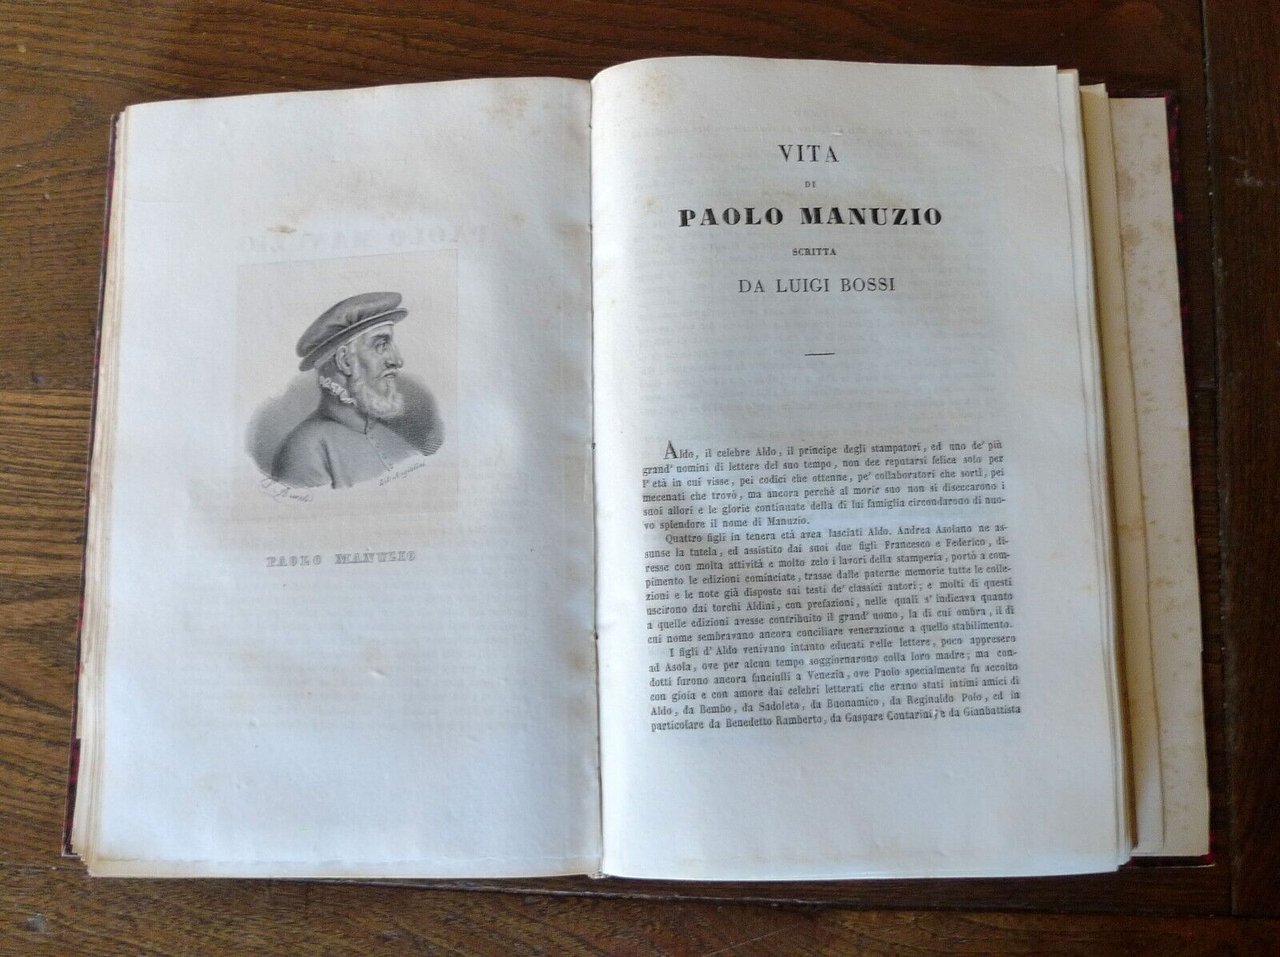 PAOLO MANUZIO
VITA
DI
PAOLO MANUZIO
SCRITTA
DA LUIGI BOSSI
Aldo, il celebre Aldo, il principe degli stampatori, ed uno de' più
grand' uomini di lettere del suo tempo, non dee reputarsi felice solo per
l' età in cui visse, pei codici che ottenne, pe' collaboratori che sortì, pei
mecenati che trovò, ma ancora perchè al morir suo non si diseccarono i
suoi allori e le glorie continuate della di lui famiglia circondarono di nuo-
vo splendore il nome di Manuzio.
Quattro figli in tenera età avea lasciati Aldo. Andrea Asolano ne as-
sunse la tutela, ed assistito dai suoi due figli Francesco e Federico, di-
resse con molta attività e molto zelo i lavori della stamperia, portò a com-
pimento le edizioni cominciate, trasse dalle paterne memorie tutte le colle-
zioni e le note già disposte sui testi de' classici autori; e molti di questi
uscirono dai torchi Aldini, con prefazioni, nelle quali s' indicava quanto
a quelle edizioni avesse contribuito il grand' uomo, la di cui ombra, il di
cui nome sembravano ancora conciliare venerazione a quello stabilimento.
I figli d' Aldo venivano intanto educati nelle lettere, poco appresero
ad Asola, ove per alcun tempo soggiornarono colla loro madre; ma con-
dotti furono ancora fanciulli a Venezia, ove Paolo specialmente fu accolto
con gioia e con amore dai celebri letterati che erano stati intimi amici di
Aldo, da Bembo, da Sadoleto, da Buonamico, da Reginaldo Polo, ed in
particolare da Benedetto Ramberto, da Gaspare Contarini e da Gianbattista